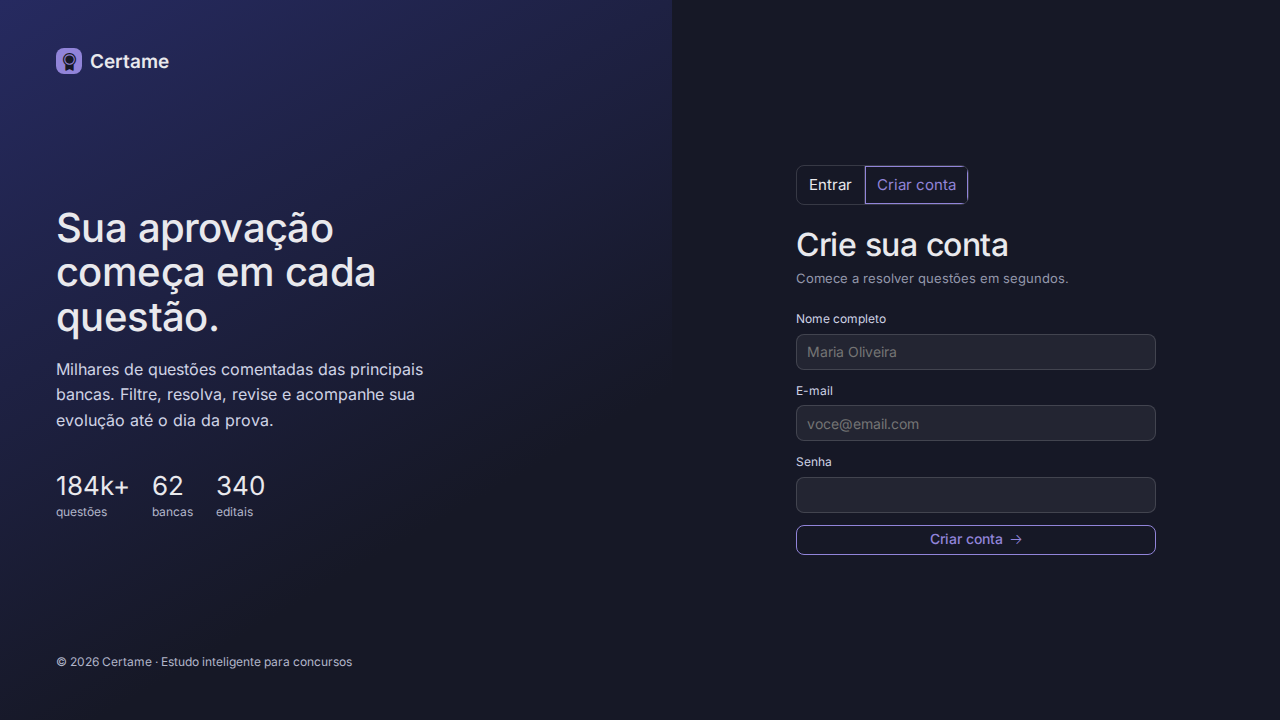 Certame
Sua aprovação
começa em cada
questão.
Milhares de questões comentadas das principais
bancas. Filtre, resolva, revise e acompanhe sua
evolução até o dia da prova.
184k+ 62 340
questões bancas editais
© 2026 Certame · Estudo inteligente para concursos
Entrar Criar conta
Crie sua conta
Comece a resolver questões em segundos.
Nome completo
Maria Oliveira
E-mail
voce@email.com
Senha
Criar conta →